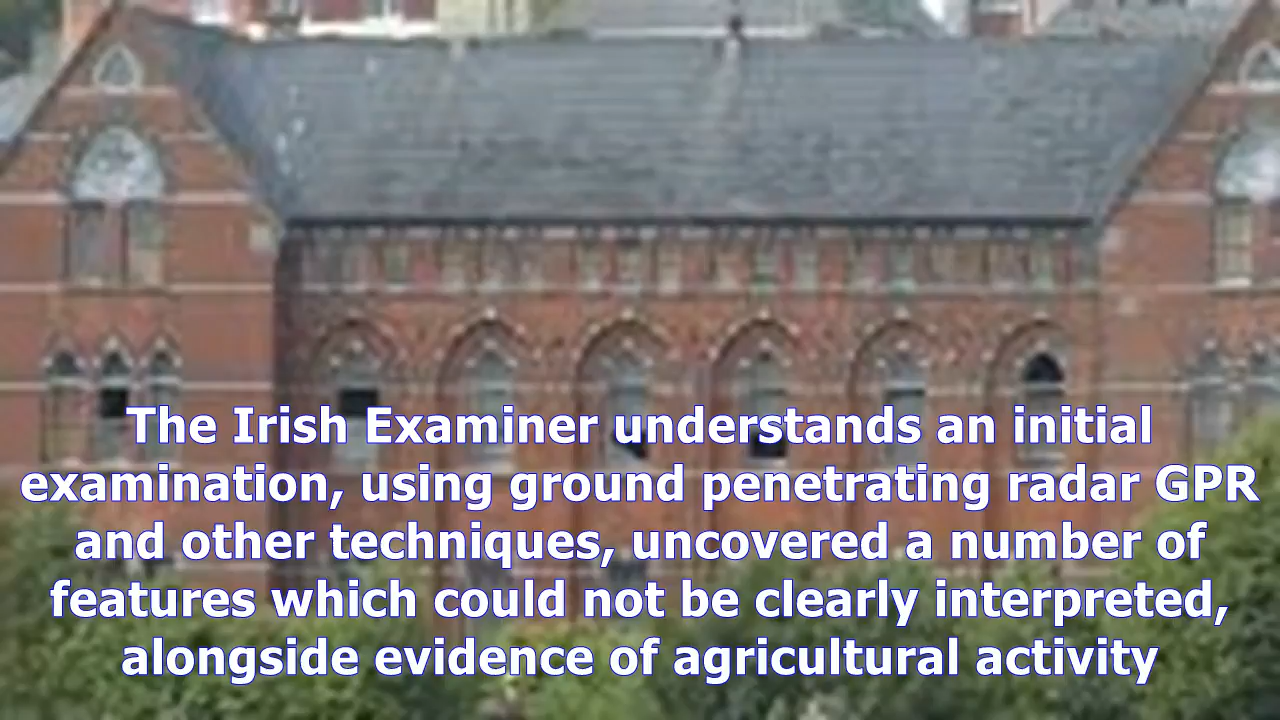 The Irish Examiner understands an initial
examination, using ground penetrating radar GPR
and other techniques, uncovered a number of
features which could not be clearly interpreted,
alongside evidence of agricultural activity